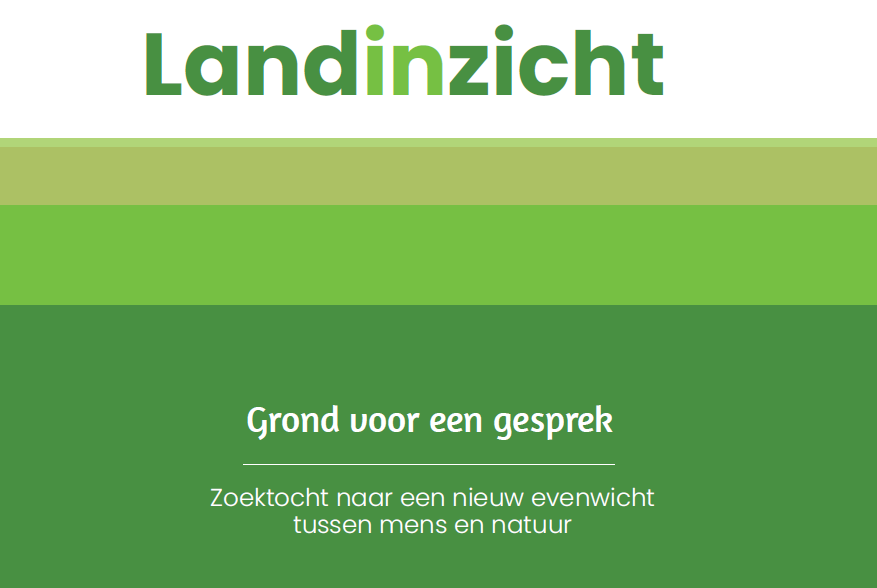 Landinzicht
Grond voor een gesprek
Zoektocht naar een nieuw evenwicht
tussen mens en natuur